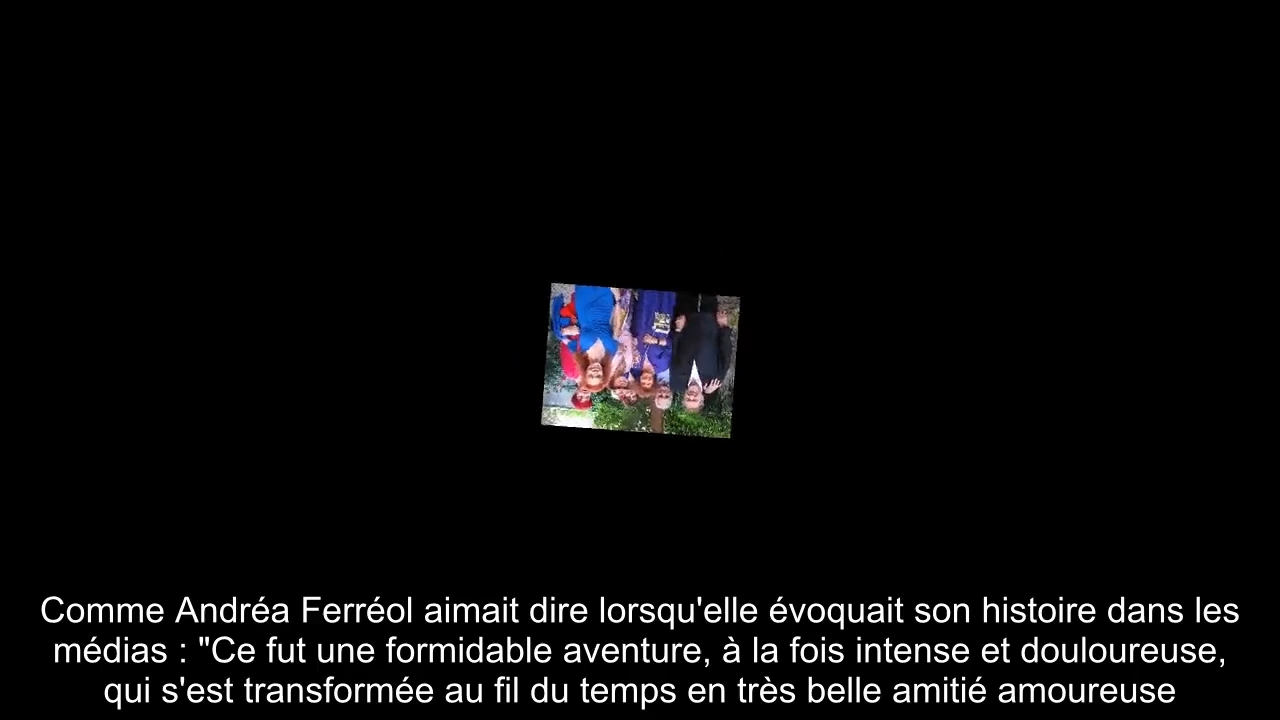 Comme Andréa Ferréol aimait dire lorsqu'elle évoquait son histoire dans les
médias : "Ce fut une formidable aventure, à la fois intense et douloureuse,
qui s'est transformée au fil du temps en très belle amitié amoureuse